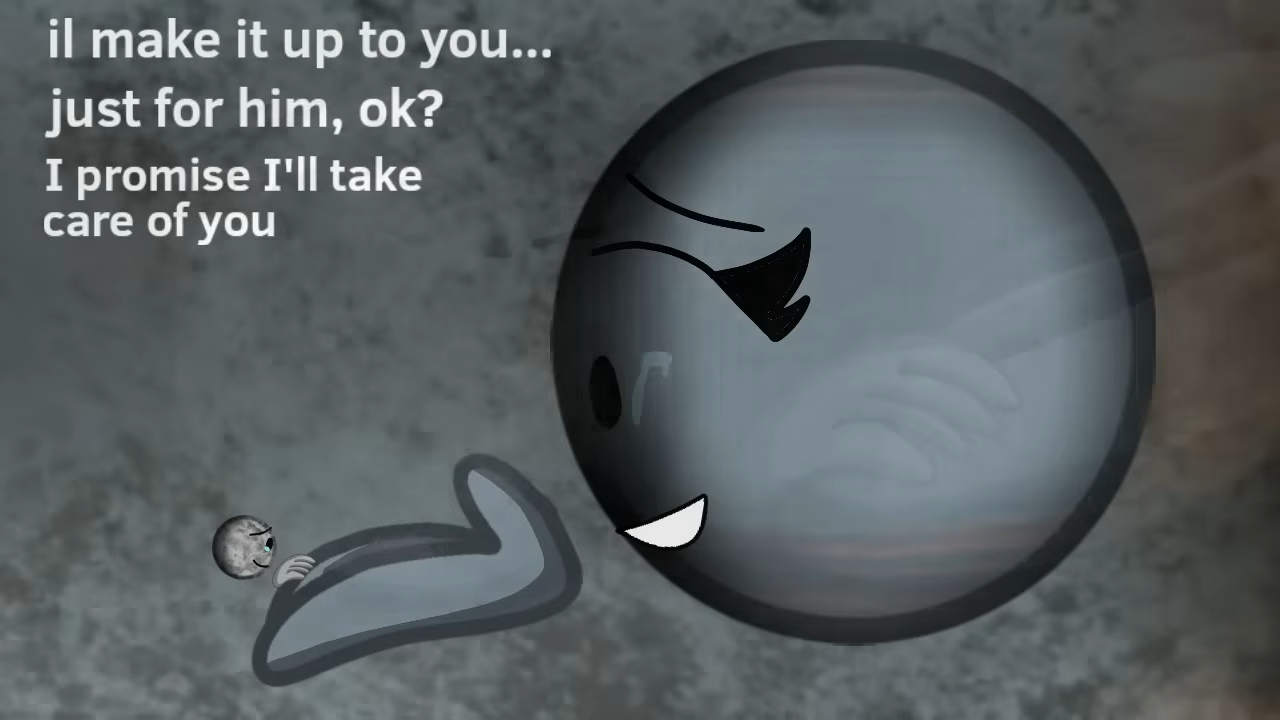 il make it up to you...
just for him, ok?
I promise I'll take
care of you